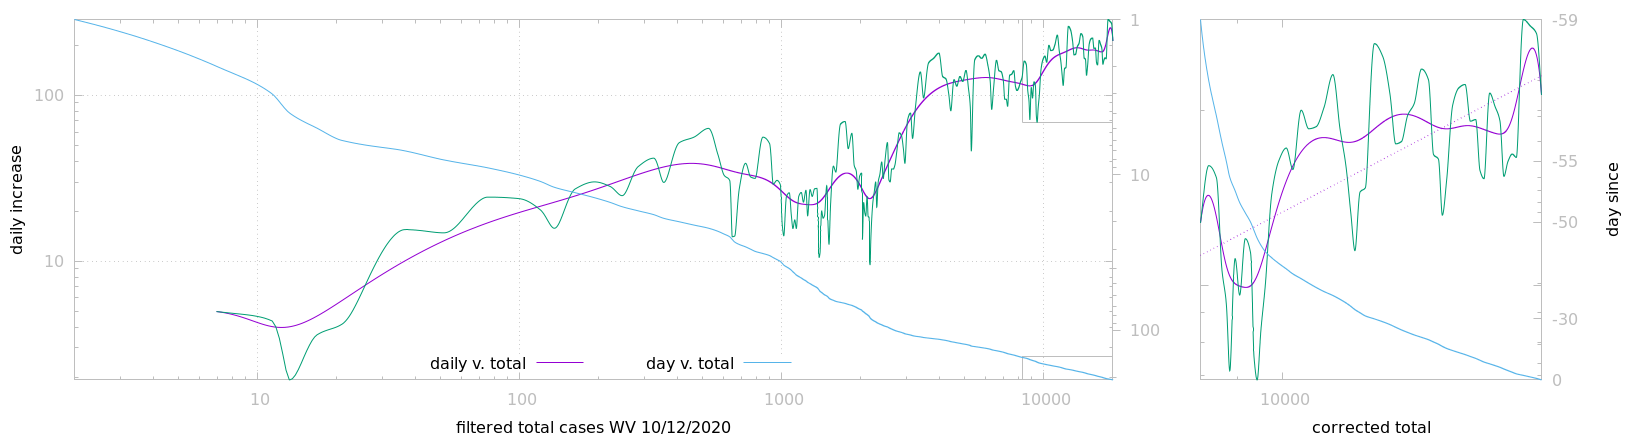 daily increase
100
10
10
100
1000
10000
1
10
100
daily v. total
day v. total
filtered total cases WV 10/12/2020
10000
-59
-55
-50
-30
0
day since
corrected total